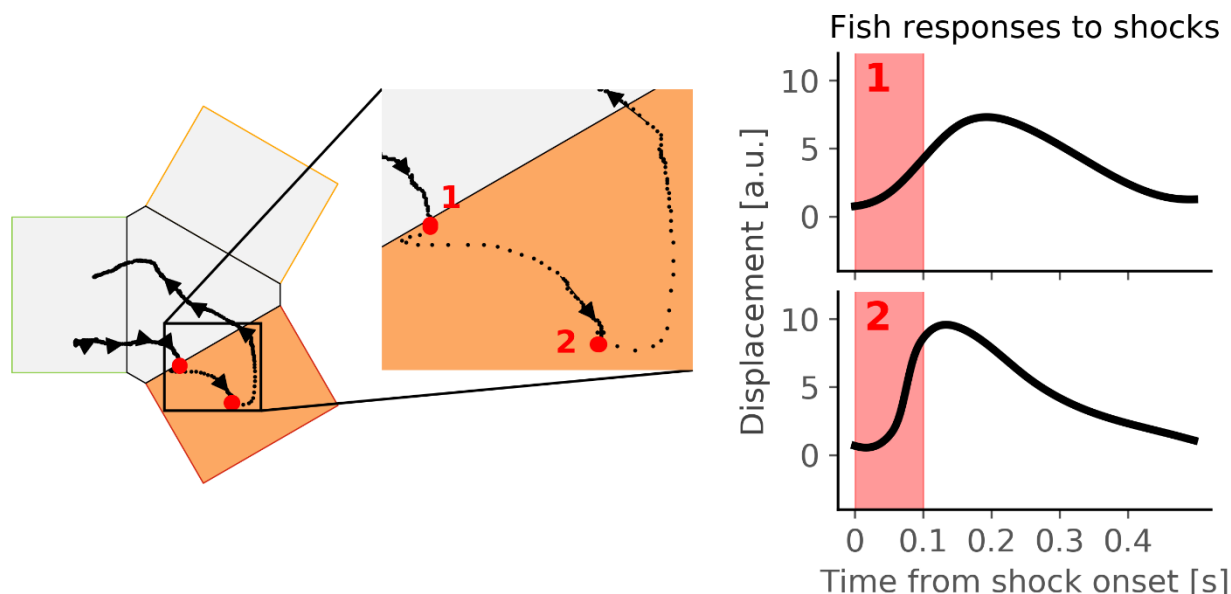 1
2
Fish responses to shocks
Displacement [a.u.]
10
5
0
1
10
5
0
2
0 0.1 0.2 0.3 0.4
Time from shock onset [s]